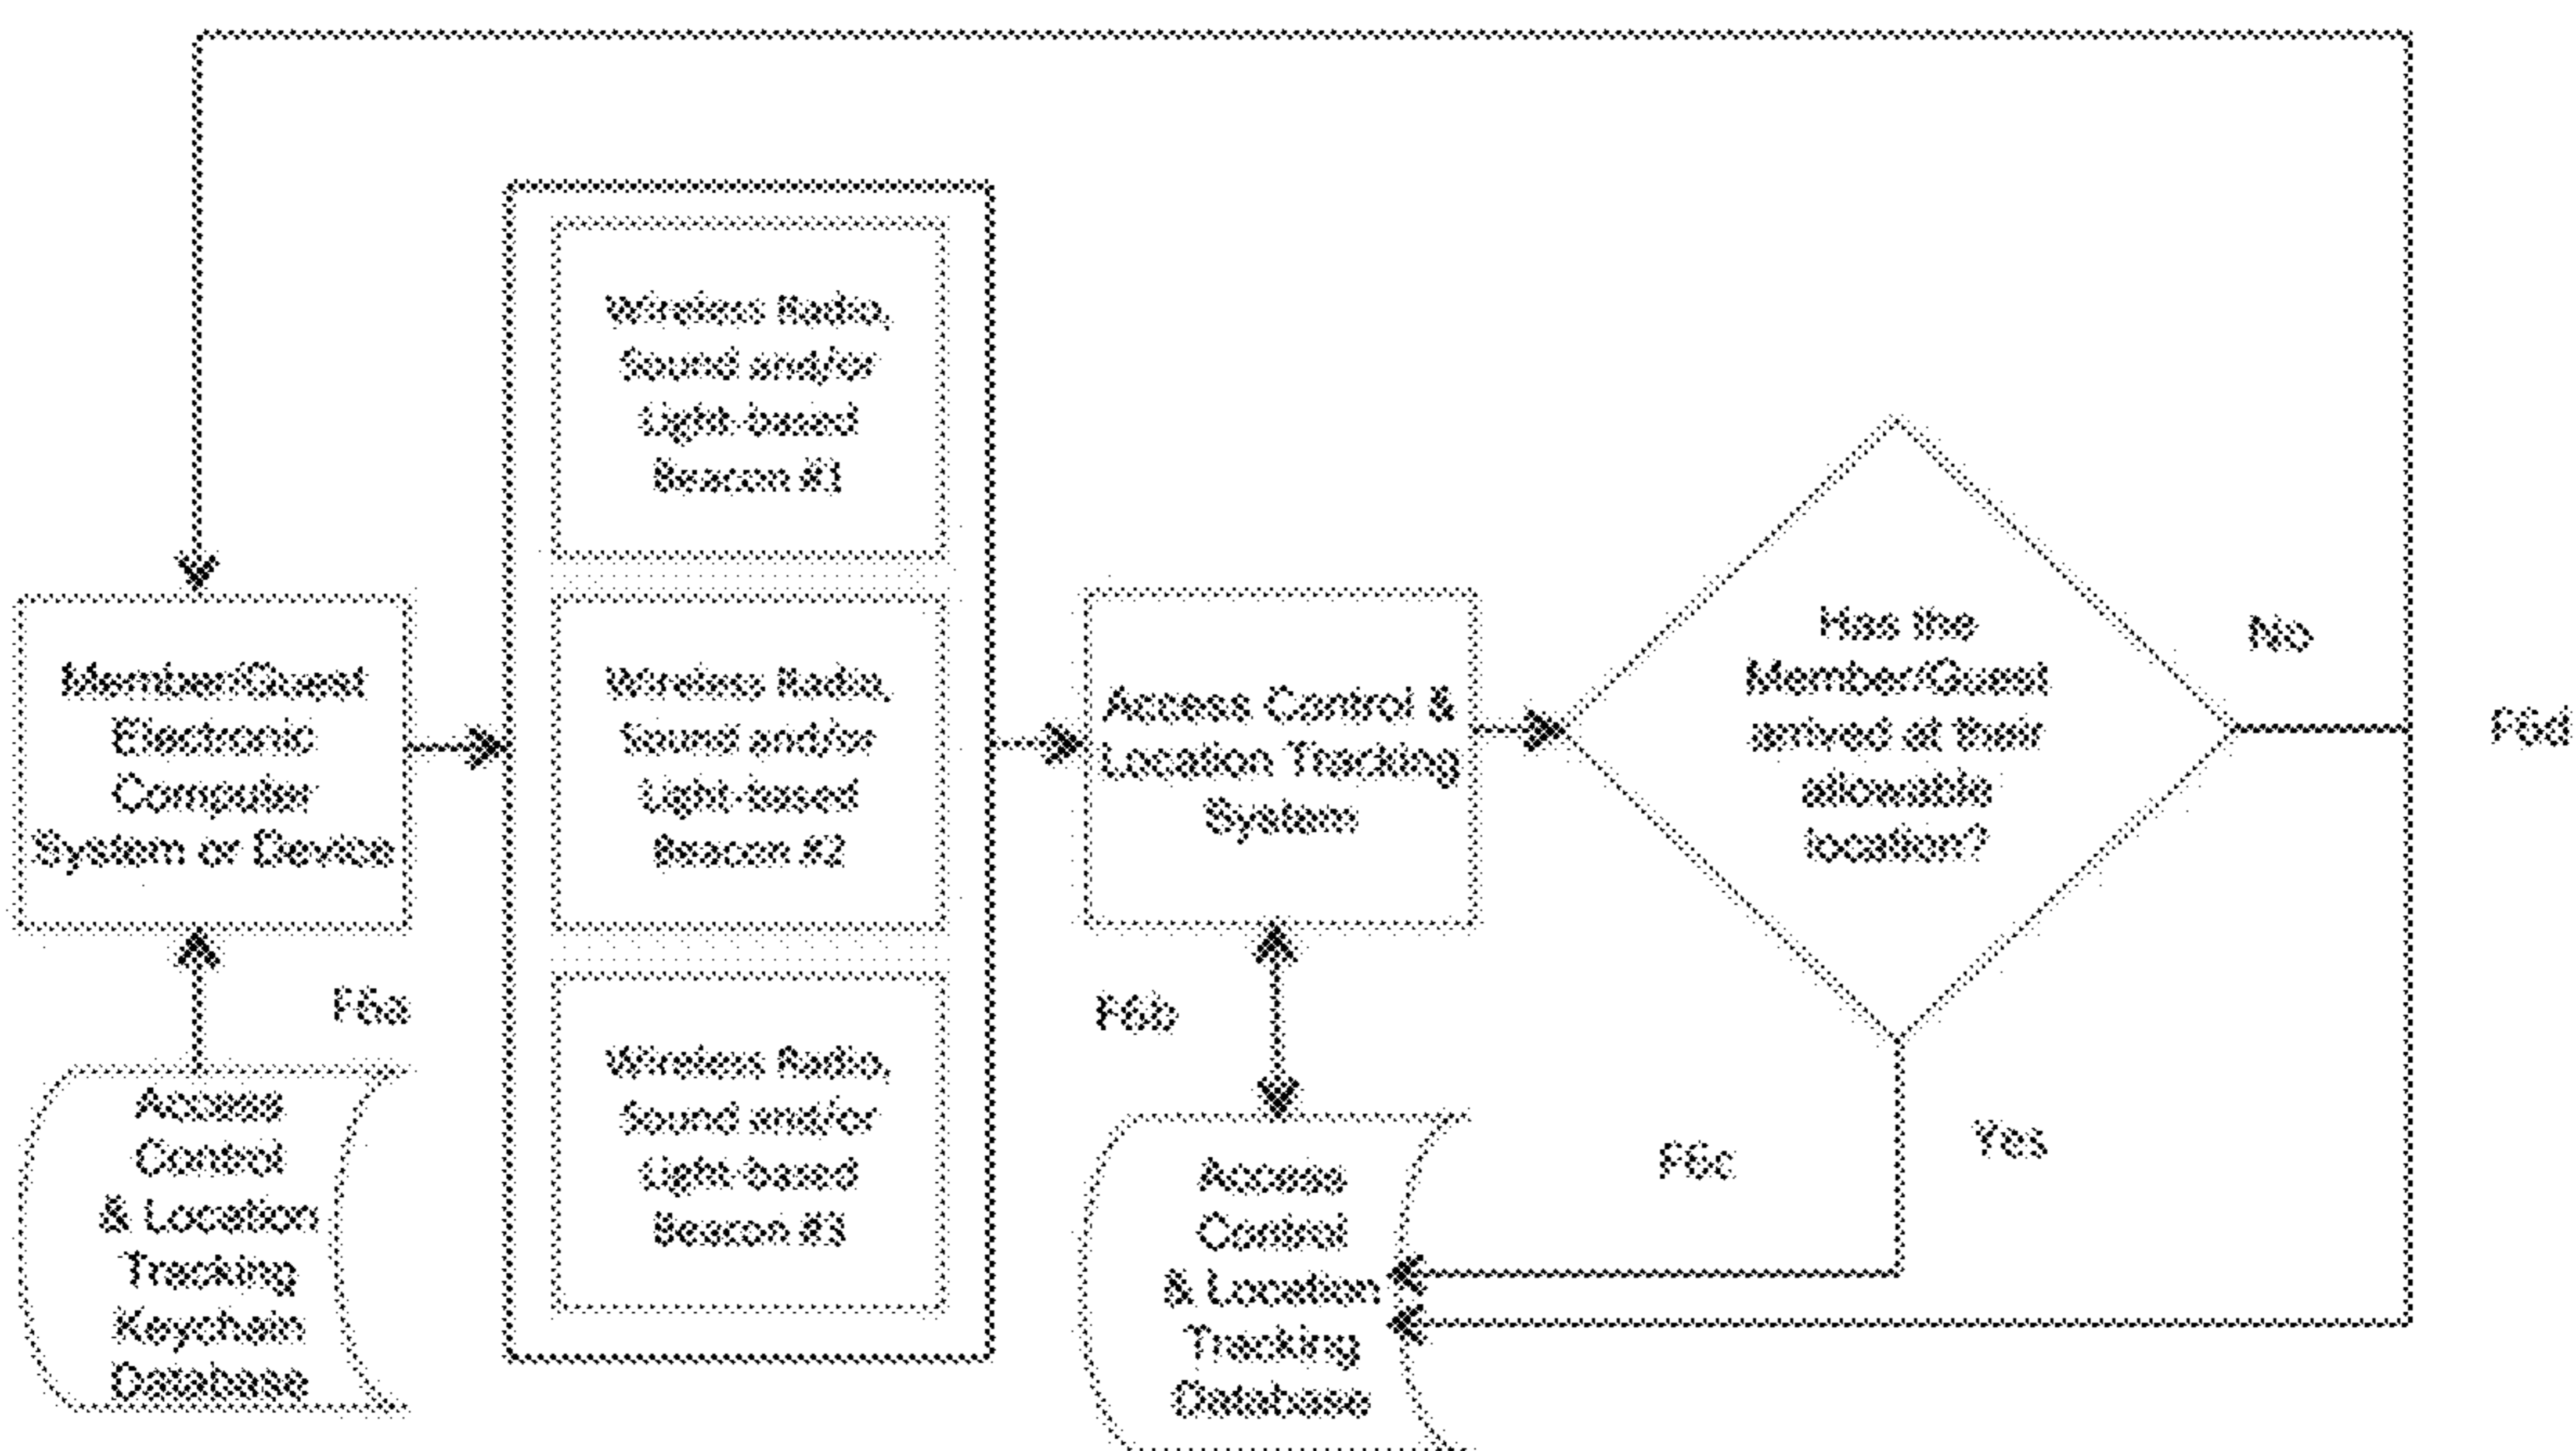 Wireless Radio,
Sound and/or
Light-based
Beacon #1
Member/Guest
Electronic
Computer
System or Device
Wireless Radio,
Sound and/or
Light-based
Beacon #2
Access Control &
Location Tracking
System
Has the
Member/Guest
arrived at their
allowable
location?
NO
F6d
F6a
Access
Control
& Location
Tracking
Keychain
Database
Wireless Radio,
Sound and/or
Light-based
Beacon #3
F6b
Access
Control
& Location
Tracking
Database
F6c
Yes